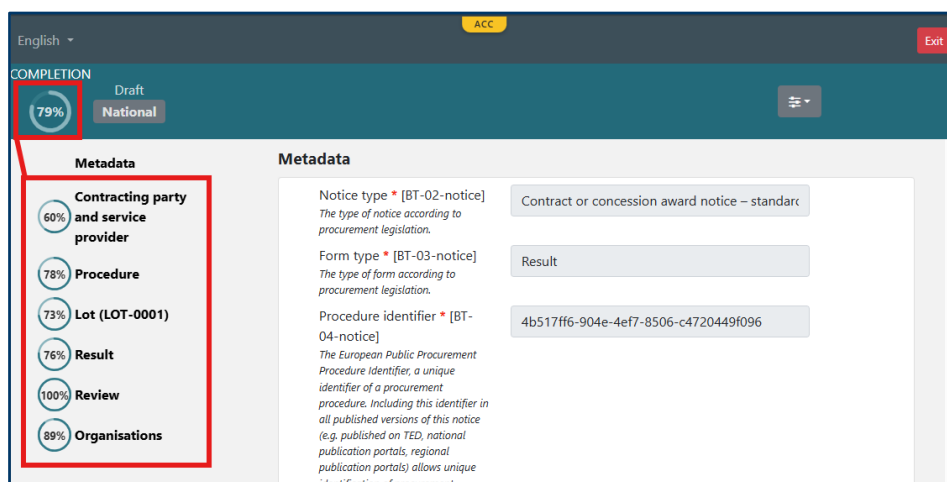 ACC
English
Exit
COMPLETION
79%
Draft
National
Metadata
60%
Contracting party
and service
provider
78% Procedure
73% Lot (LOT-0001)
76% Result
100% Review
89% Organisations
Metadata
Notice type * [BT-02-notice]
The type of notice according to
procurement legislation.
Contract or concession award notice – standard
Form type * [BT-03-notice]
The type of form according to
procurement legislation.
Result
Procedure identifier * [BT-
04-notice]
The European Public Procurement
Procedure Identifier, a unique
identifier of a procurement
procedure. Including this identifier in
all published versions of this notice
(e.g. published on TED, national
publication portals, regional
publication portals) allows unique
4b517ff6-904e-4ef7-8506-c4720449f096